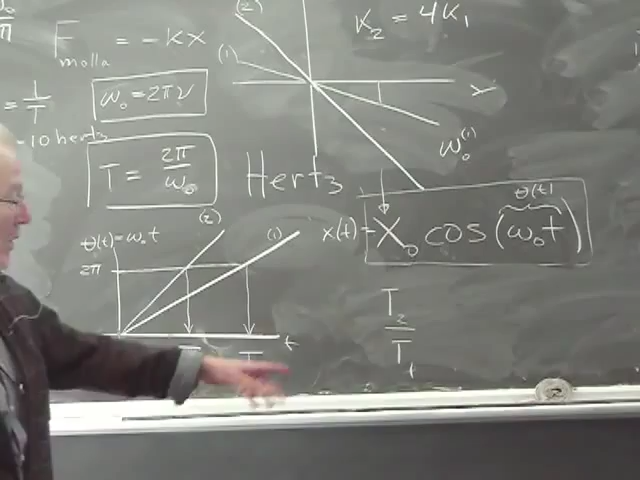 (2)
K₂ = 4K₁
F molla = -Kx
(1)
= 1/T
ω₀ = 2πν
x
-10 hertz
ω₀⁽¹⁾
T = 2π/ω₀
Hertz
θ(t)
(2)
θ(t)=ω₀t
(1)
x(t) = X₀ cos(ω₀t)
2π
T₂
T₁
t